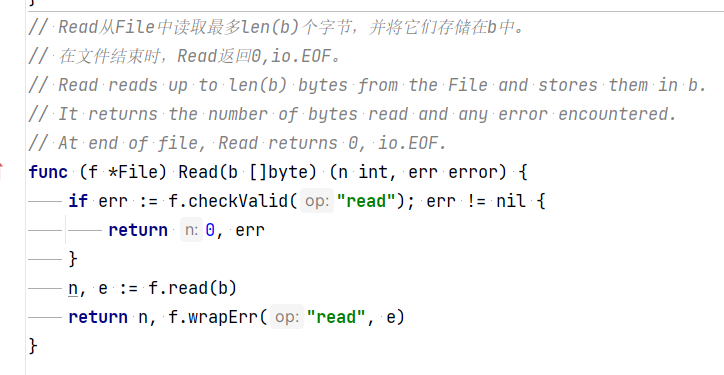 // Read从File中读取最多len(b)个字节，并将它们存储在b中。
// 在文件结束时，Read返回0,io.EOF。
// Read reads up to len(b) bytes from the File and stores them in b.
// It returns the number of bytes read and any error encountered.
// At end of file, Read returns 0, io.EOF.
func (f *File) Read(b []byte) (n int, err error) {
if err := f.checkValid( op: "read"); err != nil {
return n: 0, err
}
n, e := f.read(b)
return n, f.wrapErr( op: "read", e)
}